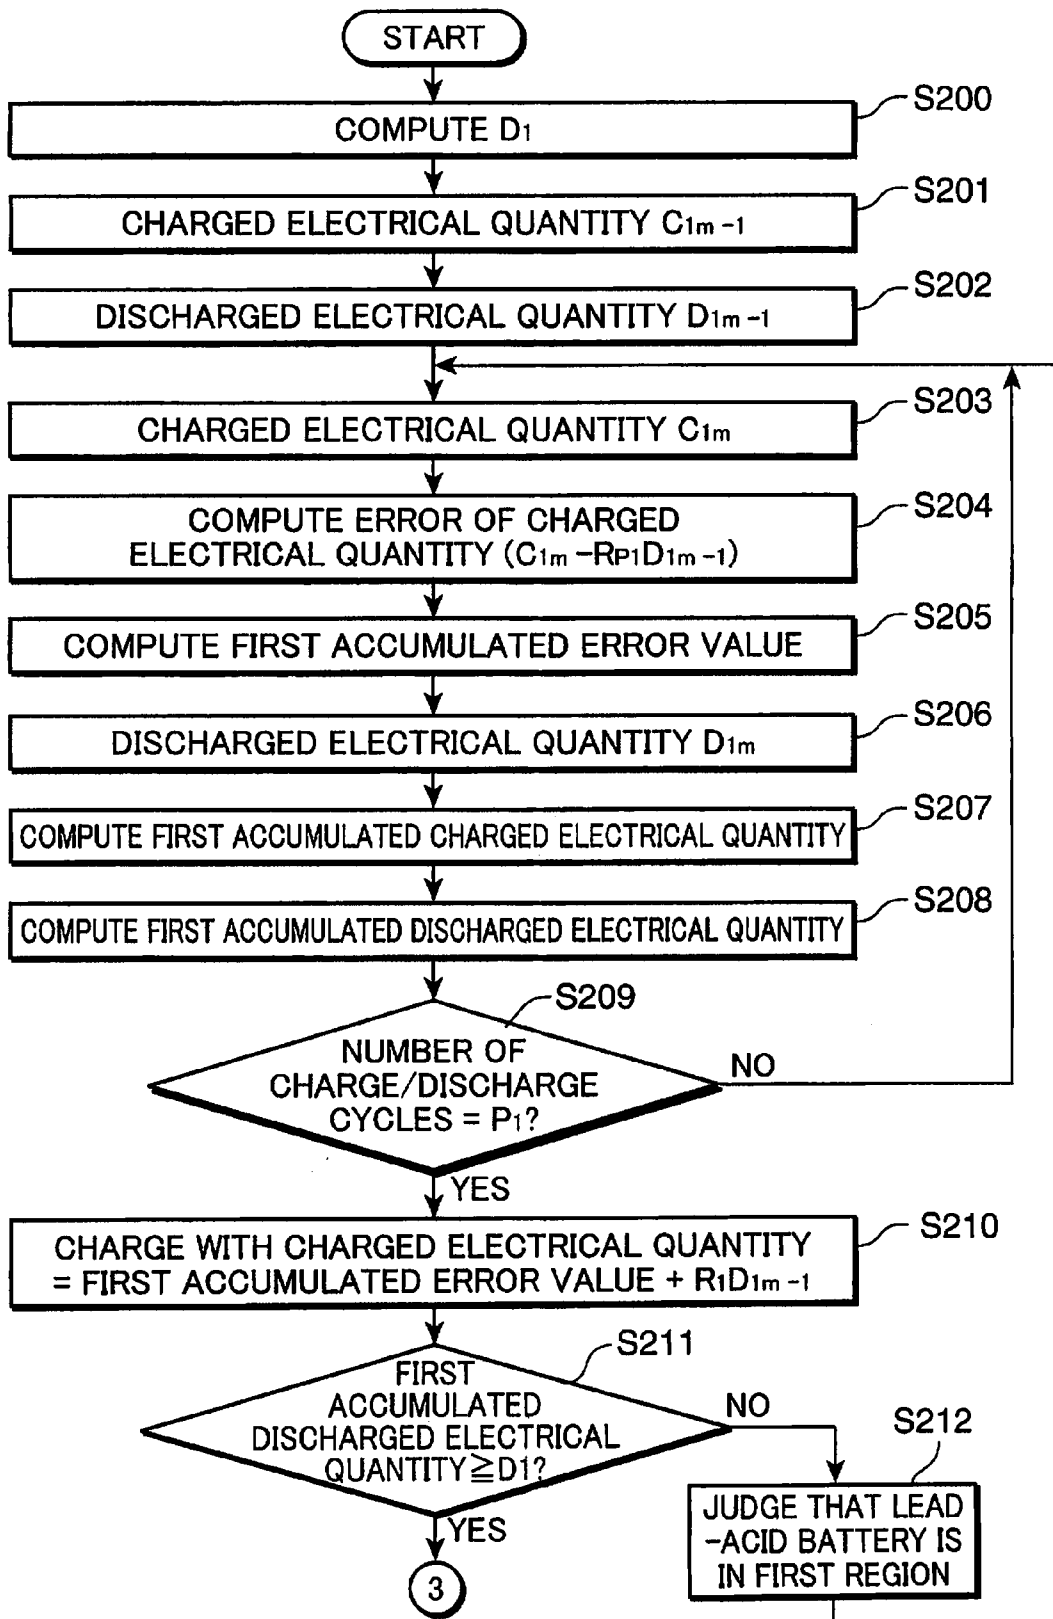 START
COMPUTE D1
S200
CHARGED ELECTRICAL QUANTITY C1m-1
S201
DISCHARGED ELECTRICAL QUANTITY D1m-1
S202
CHARGED ELECTRICAL QUANTITY C1m
S203
COMPUTE ERROR OF CHARGED
ELECTRICAL QUANTITY (C1m-RP1D1m-1)
S204
COMPUTE FIRST ACCUMULATED ERROR VALUE
S205
DISCHARGED ELECTRICAL QUANTITY D1m
S206
COMPUTE FIRST ACCUMULATED CHARGED ELECTRICAL QUANTITY
S207
COMPUTE FIRST ACCUMULATED DISCHARGED ELECTRICAL QUANTITY
S208
S209
NUMBER OF
CHARGE/DISCHARGE
CYCLES = P1?
NO
YES
CHARGE WITH CHARGED ELECTRICAL QUANTITY
= FIRST ACCUMULATED ERROR VALUE + R1D1m-1
S210
S211
FIRST
ACCUMULATED
DISCHARGED ELECTRICAL
QUANTITY≧D1?
NO
YES
S212
JUDGE THAT LEAD
-ACID BATTERY IS
IN FIRST REGION
3